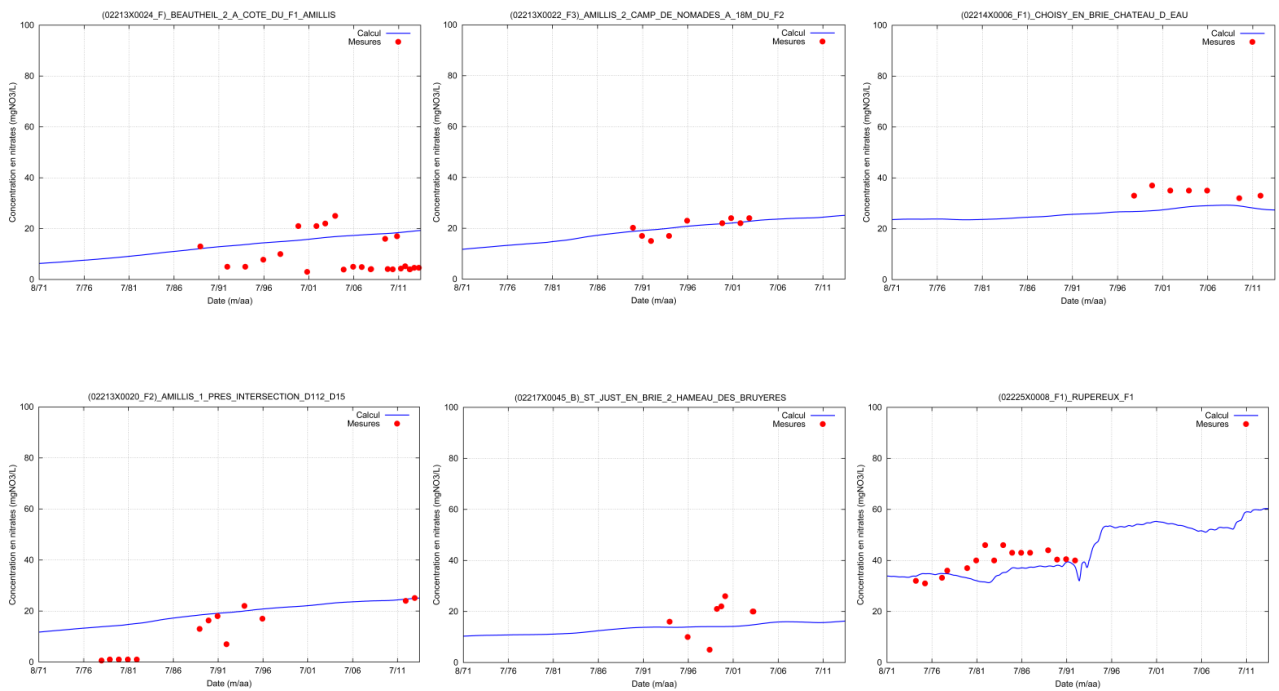 (02213X0024_F)_BEAUTHEIL_2_A_COTE_DU_F1_AMILLIS
Concentration en nitrates (mgNO3/L)
100
80
60
40
20
0
Calcul
Mesures
8/71 7/76 7/81 7/86 7/91 7/96 7/01 7/06 7/11
Date (m/aa)
(02213X0022_F3)_AMILLIS_2_CAMP_DE_NOMADES_A_18M_DU_F2
Concentration en nitrates (mgNO3/L)
100
80
60
40
20
0
Calcul
Mesures
8/71 7/76 7/81 7/86 7/91 7/96 7/01 7/06 7/11
Date (m/aa)
(02214X0006_F1)_CHOISY_EN_BRIE_CHATEAU_D_EAU
Concentration en nitrates (mgNO3/L)
100
80
60
40
20
0
Calcul
Mesures
8/71 7/76 7/81 7/86 7/91 7/96 7/01 7/06 7/11
Date (m/aa)
(02213X0020_F2)_AMILLIS_1_PRES_INTERSECTION_D112_D15
Concentration en nitrates (mgNO3/L)
100
80
60
40
20
0
Calcul
Mesures
8/71 7/76 7/81 7/86 7/91 7/96 7/01 7/06 7/11
Date (m/aa)
(02217X0045_B)_ST_JUST_EN_BRIE_2_HAMEAU_DES_BRUYERES
Concentration en nitrates (mgNO3/L)
100
80
60
40
20
0
Calcul
Mesures
8/71 7/76 7/81 7/86 7/91 7/96 7/01 7/06 7/11
Date (m/aa)
(02225X0008_F1)_RUPEREUX_F1
Concentration en nitrates (mgNO3/L)
100
80
60
40
20
0
Calcul
Mesures
8/71 7/76 7/81 7/86 7/91 7/96 7/01 7/06 7/11
Date (m/aa)